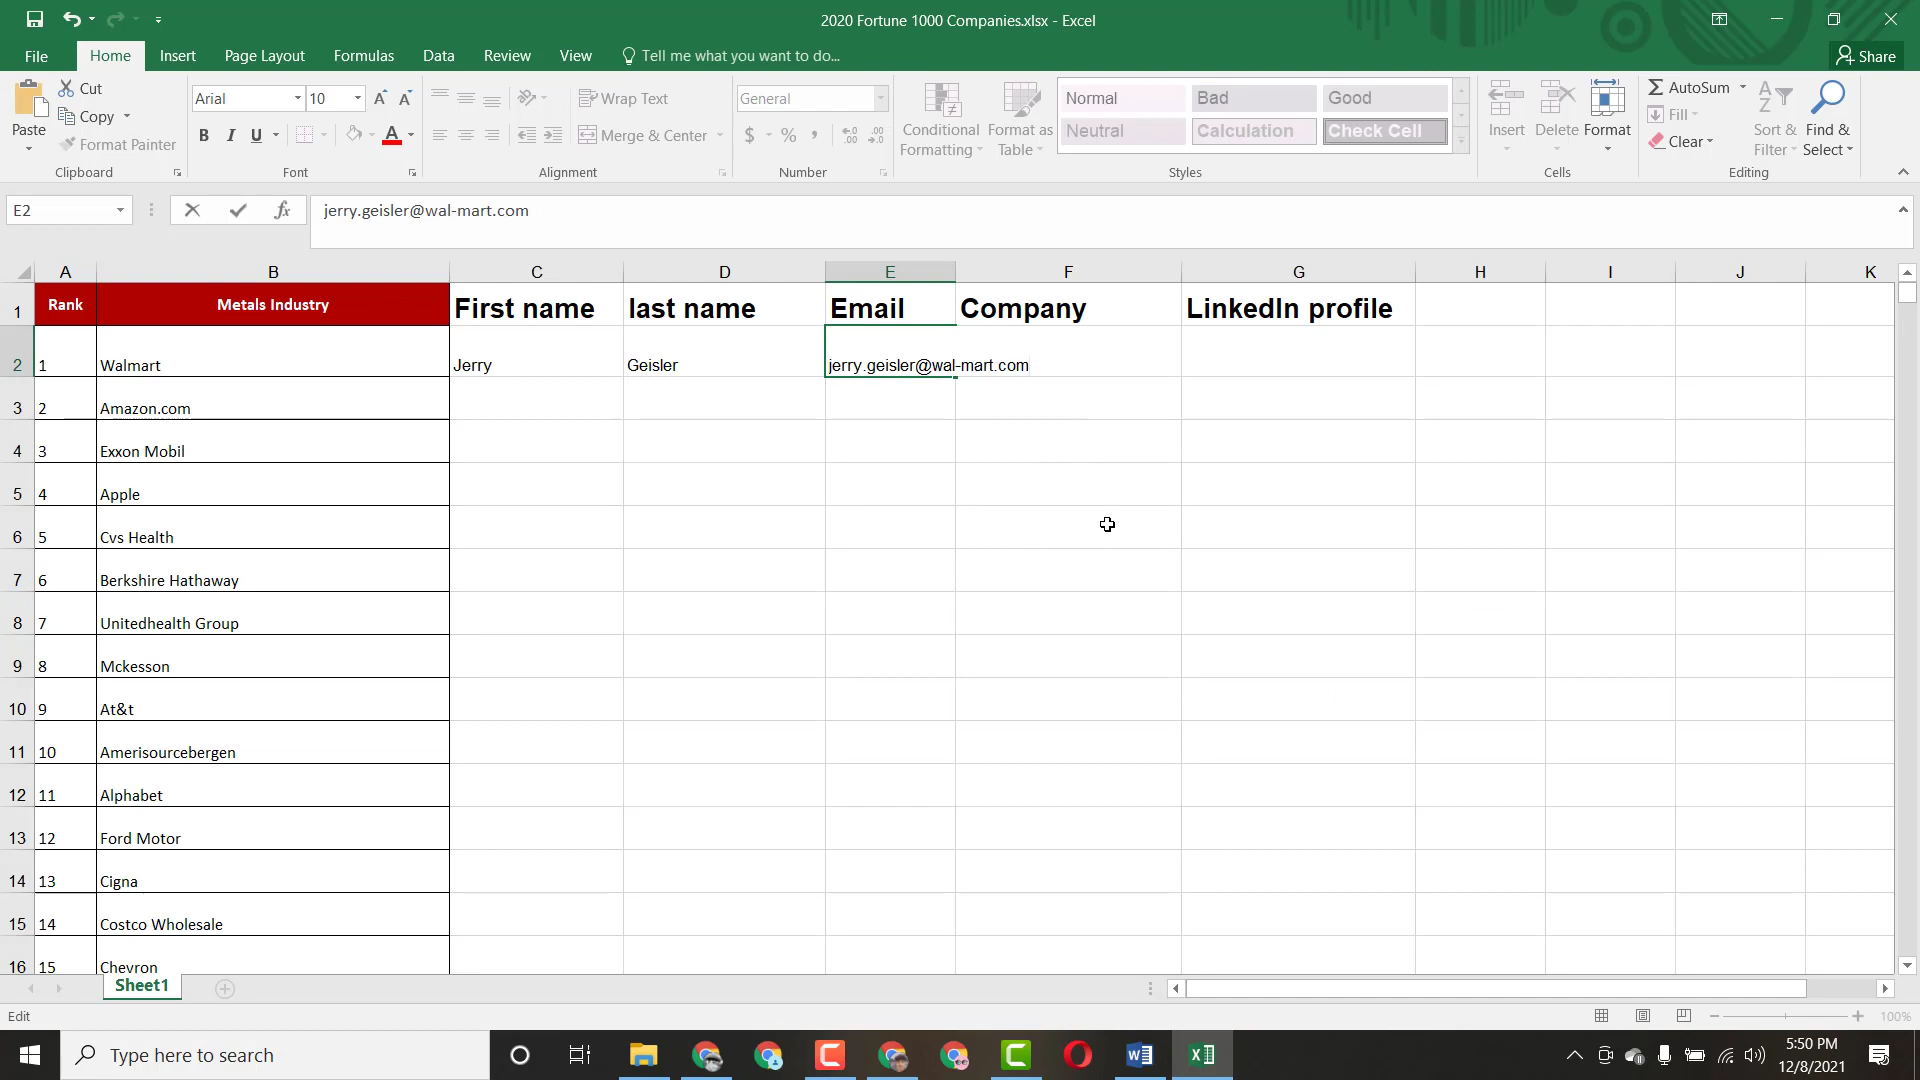 2020 Fortune 1000 Companies.xlsx - Excel
File Home Insert Page Layout Formulas Data Review View Tell me what you want to do... Share
Paste
Cut
Copy
Format Painter
Clipboard
Arial 10
B I U A
Font
Wrap Text
Merge & Center
Alignment
General
$ % ,
Number
Conditional Formatting
Format as Table
Normal Bad Good
Neutral Calculation Check Cell
Styles
Insert Delete Format
Cells
AutoSum
Fill
Clear
Sort & Filter
Find & Select
Editing
E2 fx jerry.geisler@wal-mart.com
A B C D E F G H I J K
1 Rank Metals Industry First name last name Email Company LinkedIn profile
2 1 Walmart Jerry Geisler jerry.geisler@wal-mart.com
3 2 Amazon.com
4 3 Exxon Mobil
5 4 Apple
6 5 Cvs Health
7 6 Berkshire Hathaway
8 7 Unitedhealth Group
9 8 Mckesson
10 9 At&t
11 10 Amerisourcebergen
12 11 Alphabet
13 12 Ford Motor
14 13 Cigna
15 14 Costco Wholesale
16 15 Chevron
Sheet1
Edit 100%
Type here to search
5:50 PM
12/8/2021